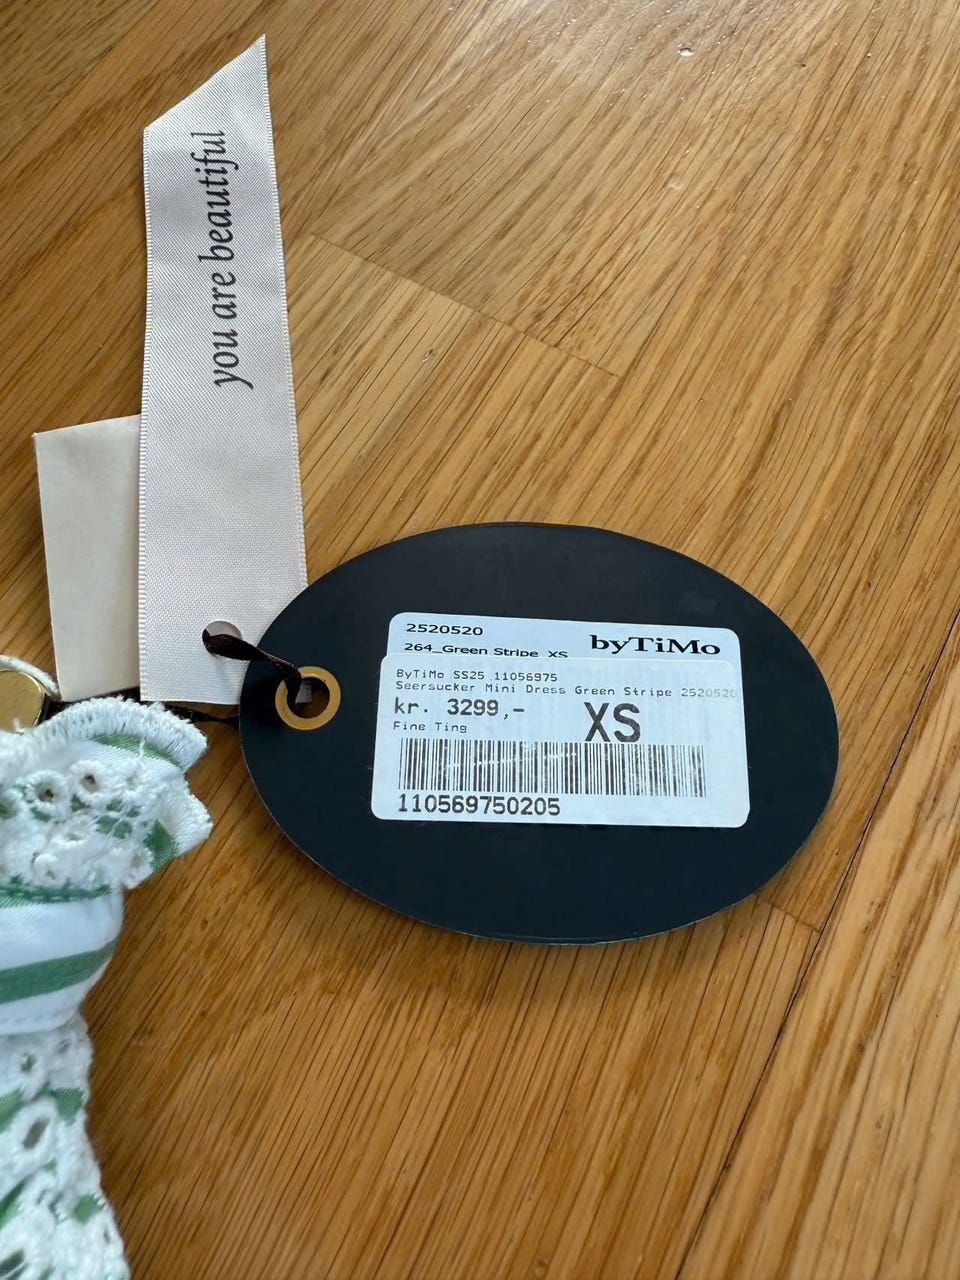 you are beautiful
2520520
264_Green Stripe XS
byTiMo
ByTiMo SS25 11056975
Seersucker Mini Dress Green Stripe 2520520
kr. 3299,-
XS
Fine Ting
110569750205